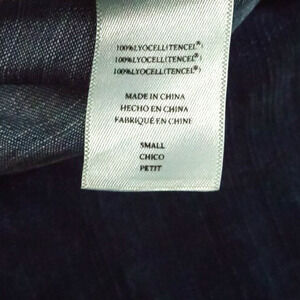 100%LYOCELL(TENCEL®)
100%LYOCELL(TENCEL®)
100%LYOCELL(TENCEL®)
MADE IN CHINA
HECHO EN CHINA
FABRIQUÉ EN CHINE
SMALL
CHICO
PETIT